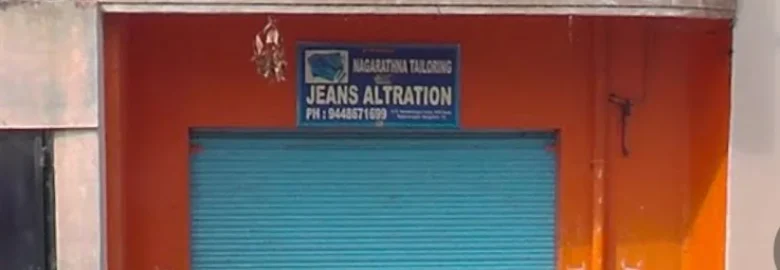 NAGARATHNA TAILORING
JEANS ALTRATION
PH : 9448671699